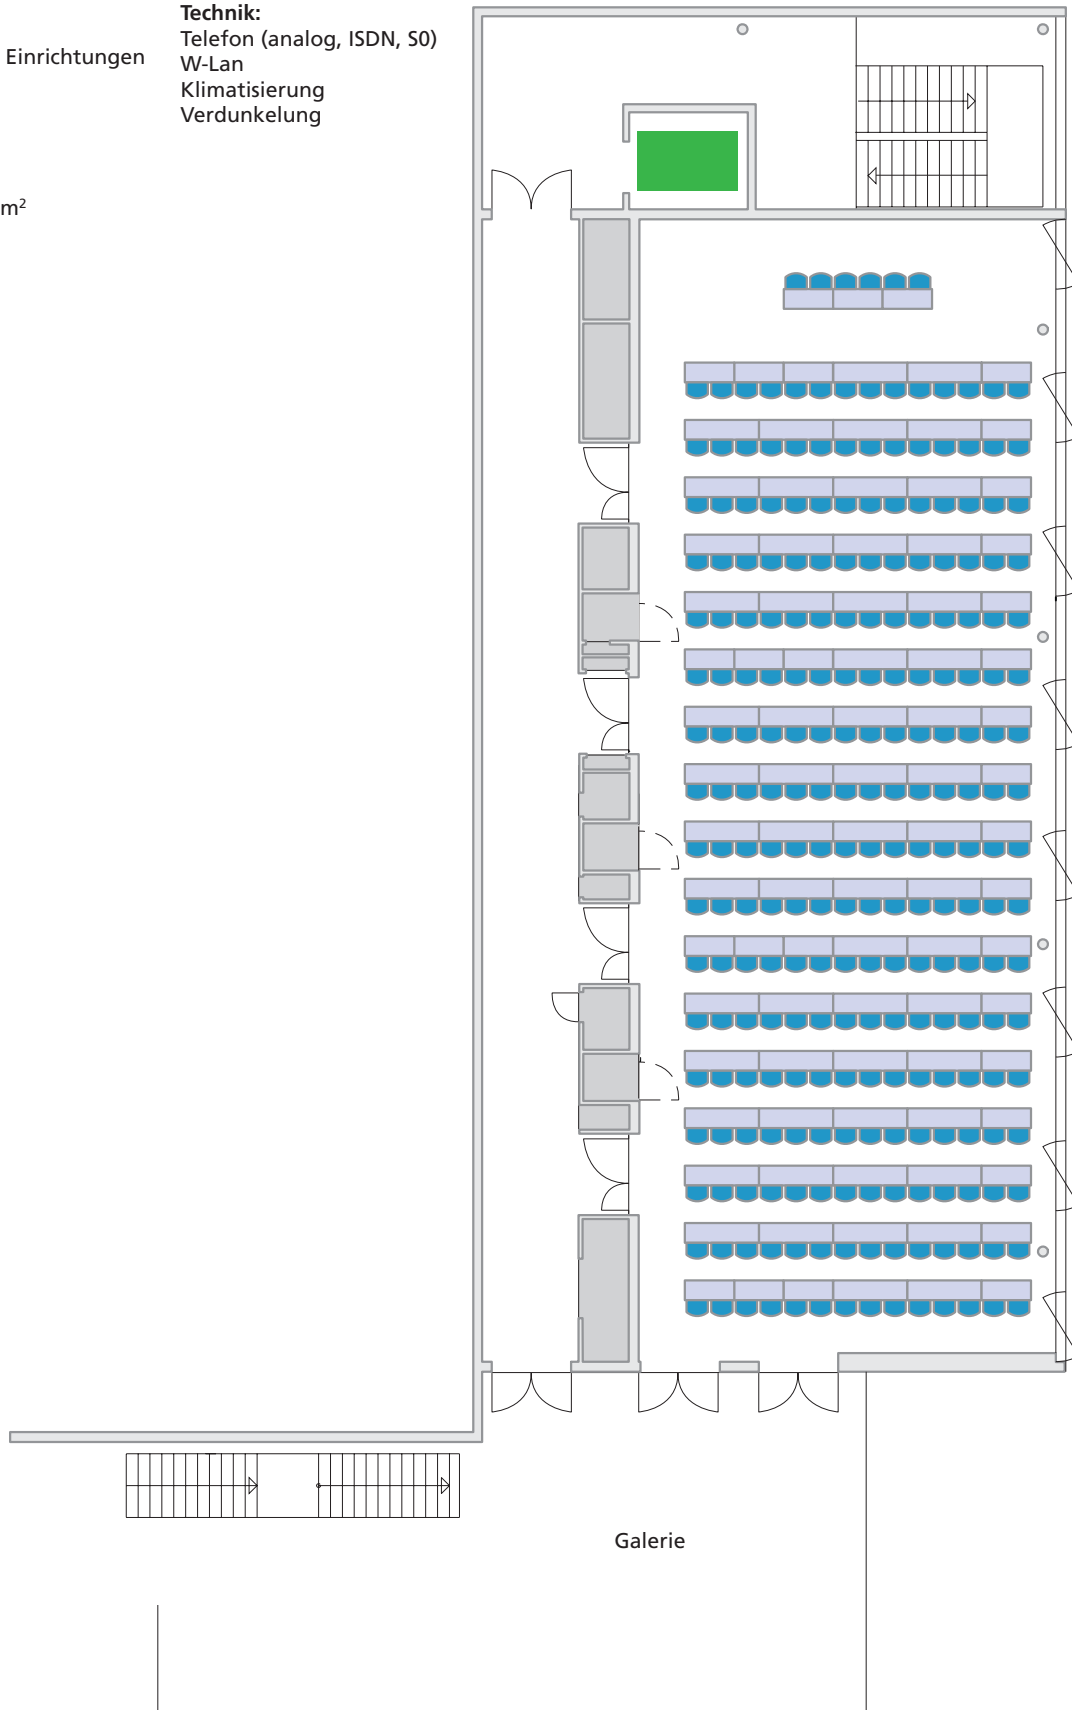 Technik:
Einrichtungen Telefon (analog, ISDN, S0)
W-Lan
Klimatisierung
Verdunkelung
m²
Galerie